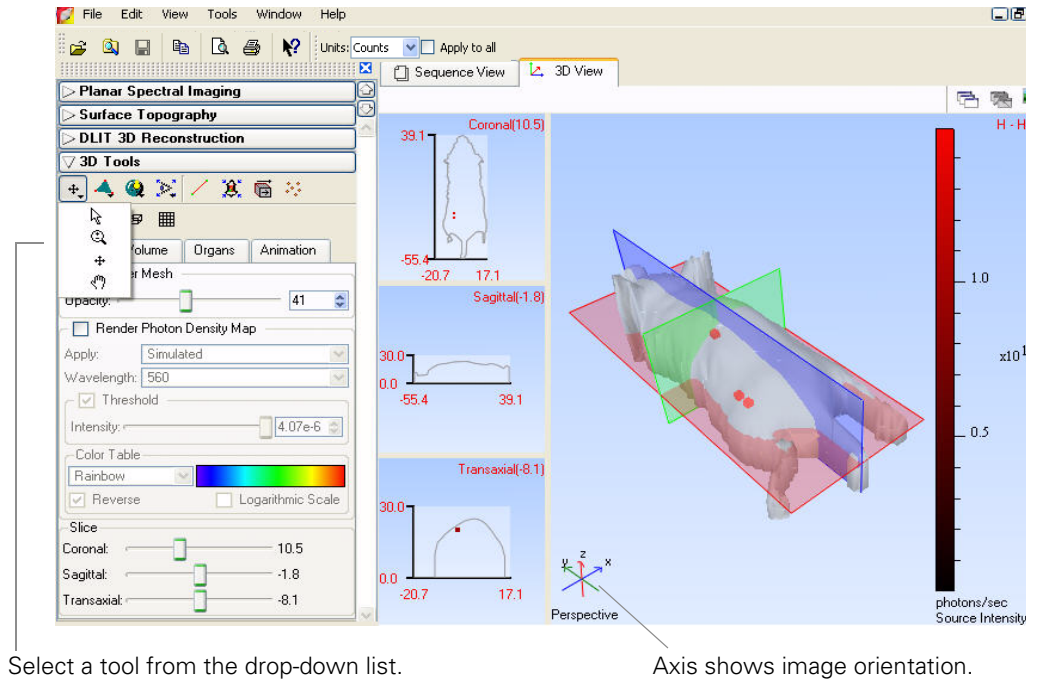 File Edit View Tools Window Help
Units: Counts Apply to all
Sequence View 3D View
Planar Spectral Imaging
Surface Topography
DLIT 3D Reconstruction
3D Tools
Organs Animation
Mesh
Opacity: 41
Render Photon Density Map
Apply: Simulated
Wavelength: 560
Threshold
Intensity: 4.07e-6
Color Table
Rainbow
Reverse Logarithmic Scale
Slice
Coronal: 10.5
Sagittal: -1.8
Transaxial: -8.1
Coronal(10.5)
39.1
-55.4
-20.7 17.1
Sagittal(-1.8)
30.0
0.0
-55.4 39.1
Transaxial(-8.1)
30.0
0.0
-20.7 17.1
H - H
1.0
x101
0.5
photons/sec
Source Intensity
y z x
Perspective
Select a tool from the drop-down list.
Axis shows image orientation.